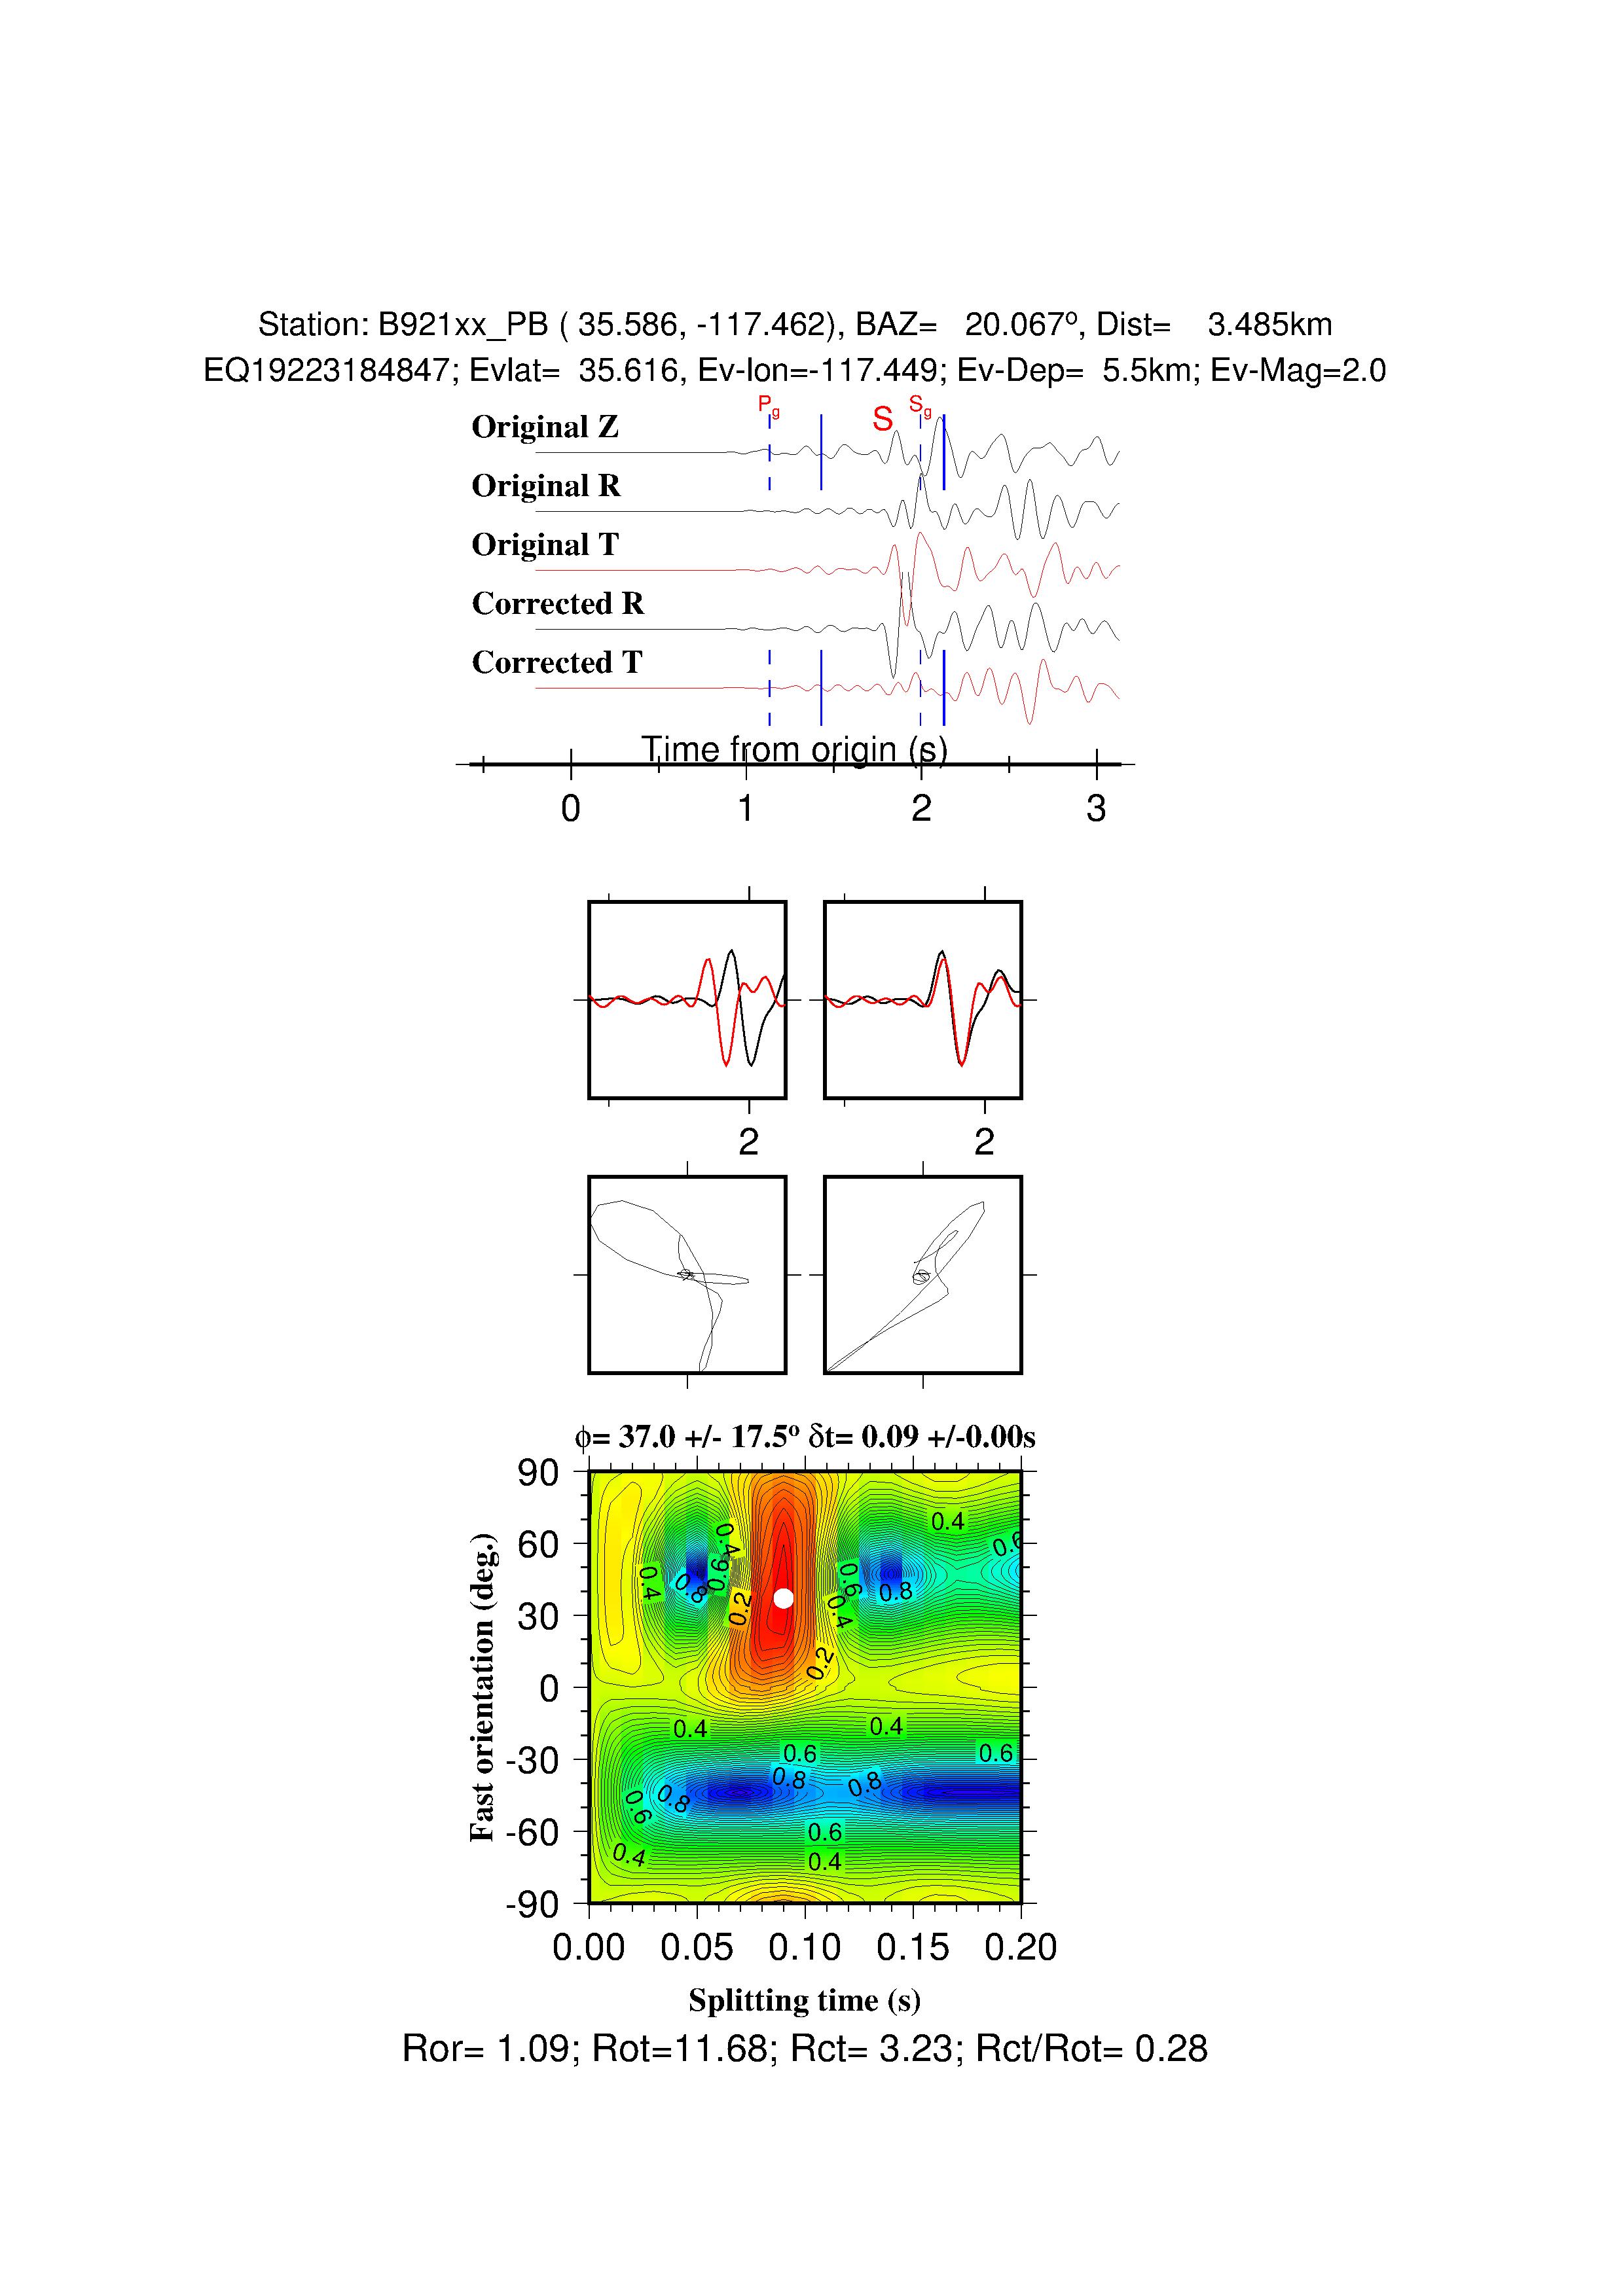 Station: B921xx_PB ( 35.586, -117.462), BAZ= 20.067º, Dist= 3.485km
EQ19223184847; Evlat= 35.616, Ev-lon=-117.449; Ev-Dep= 5.5km; Ev-Mag=2.0
Pg S Sg
Original Z
Original R
Original T
Corrected R
Corrected T
Time from origin (s)
0 1 2 3
2 2
ϕ= 37.0 +/- 17.5º δt= 0.09 +/-0.00s
Fast orientation (deg.)
90
60
30
0
-30
-60
-90
0.4 0.4 0.6
0.4 0.8 0.6 0.6 0.8
0.2 0.4
0.2
0.4 0.4
0.6 0.6
0.8 0.8 0.8
0.6 0.6
0.4 0.4
0.00 0.05 0.10 0.15 0.20
Splitting time (s)
Ror= 1.09; Rot=11.68; Rct= 3.23; Rct/Rot= 0.28